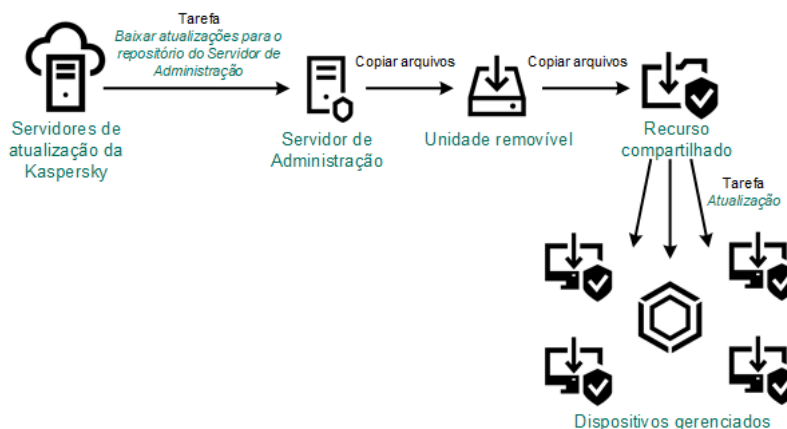 Tarefa
Baixar atualizações para o
repositório do Servidor de
Administração
Copiar arquivos
Copiar arquivos
Servidores de
atualização da
Kaspersky
Servidor de
Administração
Unidade removível
Recurso
compartilhado
Tarefa
Atualização
Dispositivos gerenciados